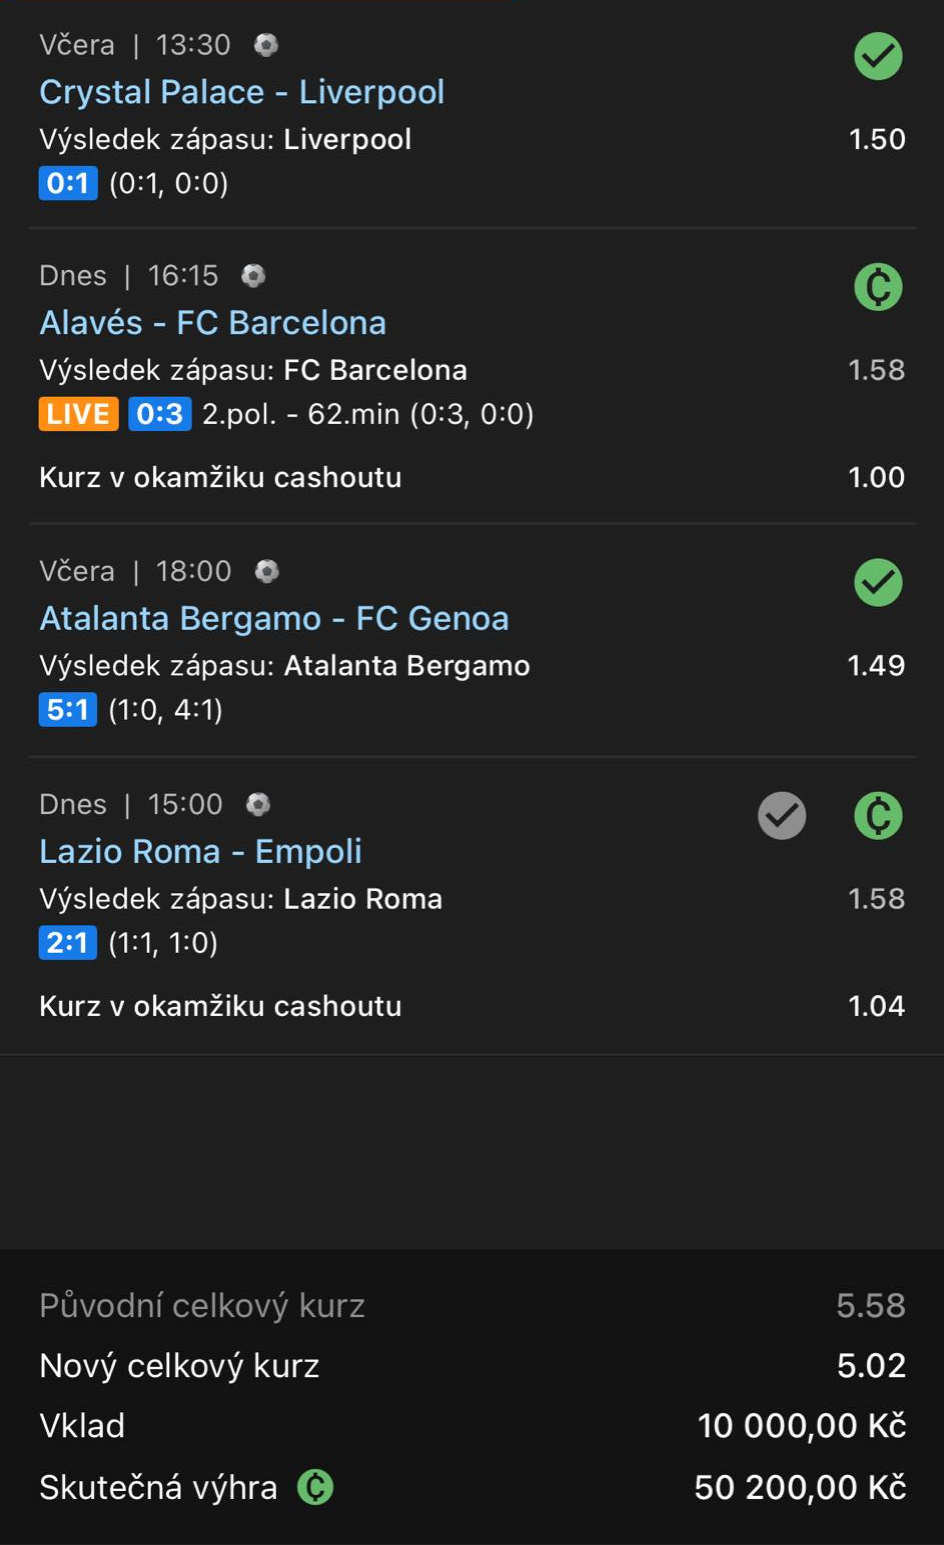 Včera | 13:30
Crystal Palace - Liverpool
Výsledek zápasu: Liverpool 1.50
0:1 (0:1, 0:0)
Dnes | 16:15
Alavés - FC Barcelona
Výsledek zápasu: FC Barcelona 1.58
LIVE 0:3 2.pol. - 62.min (0:3, 0:0)
Kurz v okamžiku cashoutu 1.00
Včera | 18:00
Atalanta Bergamo - FC Genoa
Výsledek zápasu: Atalanta Bergamo 1.49
5:1 (1:0, 4:1)
Dnes | 15:00
Lazio Roma - Empoli
Výsledek zápasu: Lazio Roma 1.58
2:1 (1:1, 1:0)
Kurz v okamžiku cashoutu 1.04
Původní celkový kurz 5.58
Nový celkový kurz 5.02
Vklad 10 000,00 Kč
Skutečná výhra 50 200,00 Kč